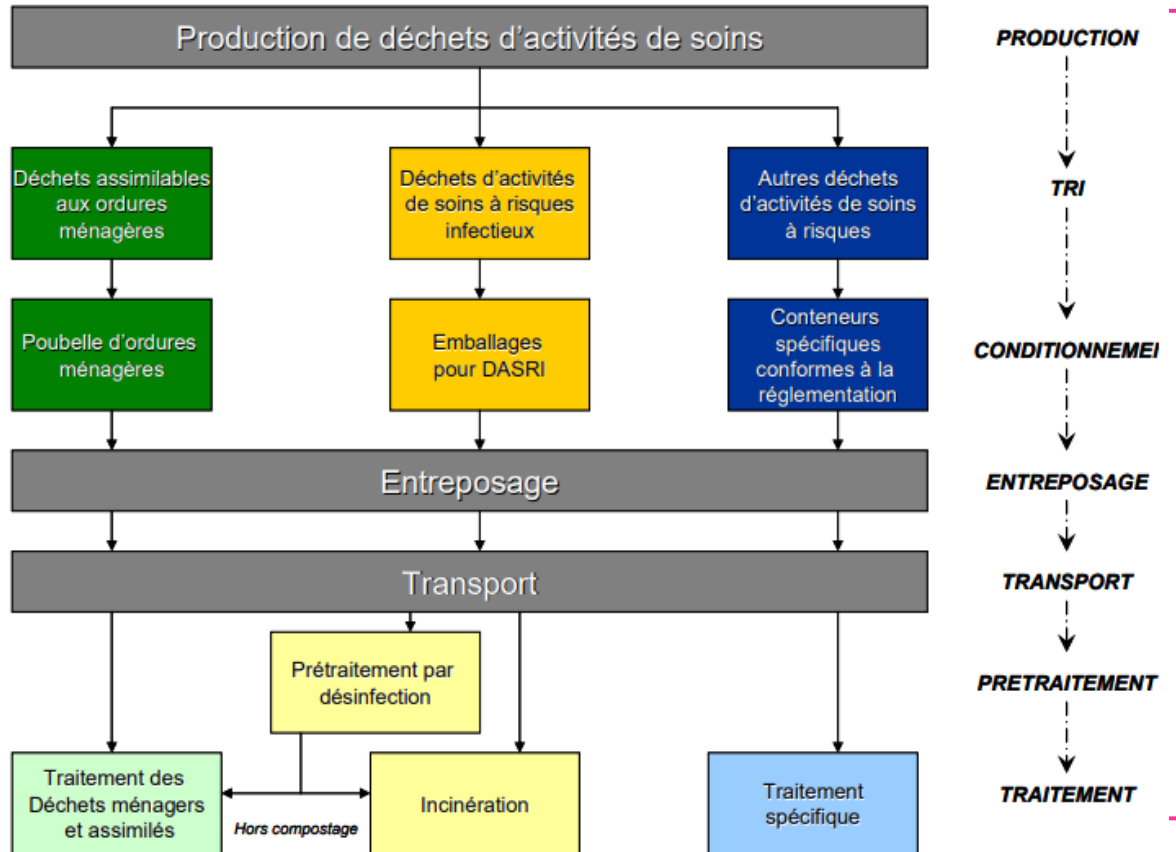 Production de déchets d'activités de soins
PRODUCTION
Déchets assimilables
aux ordures
ménagères
Déchets d'activités
de soins à risques
infectieux
Autres déchets
d'activités de soins
à risques
TRI
Poubelle d'ordures
ménagères
Emballages
pour DASRI
Conteneurs
spécifiques
conformes à la
réglementation
CONDITIONNEMEI
Entreposage
ENTREPOSAGE
Transport
TRANSPORT
Prétraitement par
désinfection
PRETRAITEMENT
Traitement des
Déchets ménagers
et assimilés
Hors compostage
Incinération
Traitement
spécifique
TRAITEMENT